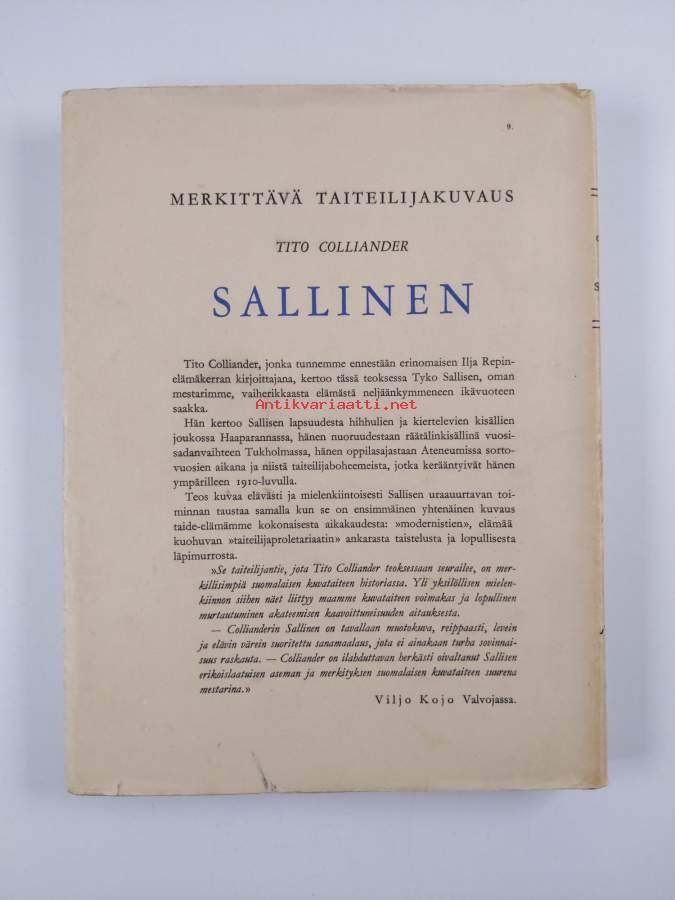 9.
MERKITTÄVÄ TAITEILIJAKUVAUS
TITO COLLIANDER
SALLINEN
Tito Colliander, jonka tunnemme ennestään erinomaisen Ilja Repin-
elämäkerran kirjoittajana, kertoo tässä teoksessa Tyko Sallisen, oman
mestarimme, vaiherikkaasta elämästä neljäänkymmeneen ikävuoteen
saakka.
Antikvariaatti.net
Hän kertoo Sallisen lapsuudesta hihhulien ja kiertelevien kisällien
joukossa Haaparannassa, hänen nuoruudestaan räätälinkisällinä vuosi-
sadanvaihteen Tukholmassa, hänen oppilasajastaan Ateneumissa sorto-
vuosien aikana ja niistä taiteilijaboheemeista, jotka kerääntyivät hänen
ympärilleen 1910-luvulla.
Teos kuvaa elävästi ja mielenkiintoisesti Sallisen uraauurtavan toi-
minnan taustaa samalla kun se on ensimmäinen yhtenäinen kuvaus
taide-elämämme kokonaisesta aikakaudesta: »modernistien», elämää
kuohuvan »taiteilijaproletariaatin» ankarasta taistelusta ja lopullisesta
läpimurrosta.
»Se taiteilijantie, jota Tito Colliander teoksessaan seurailee, on mer-
killisimpiä suomalaisen kuvataiteen historiassa. Yli yksilöllisen mielen-
kiinnon siihen näet liittyy maamme kuvataiteen voimakas ja lopullinen
murtautuminen akateemisen kaavoittuneisuuden aitauksesta.
— Collianderin Sallinen on tavallaan muotokuva, reippaasti, levein
ja elävin värein suoritettu sanamaalaus, jota ei ainakaan turha sovinnai-
suus raskauta. — Colliander on ilahduttavan herkästi oivaltanut Sallisen
erikoislaatuisen aseman ja merkityksen suomalaisen kuvataiteen suurena
mestarina.»
Viljo Kojo Valvojassa.